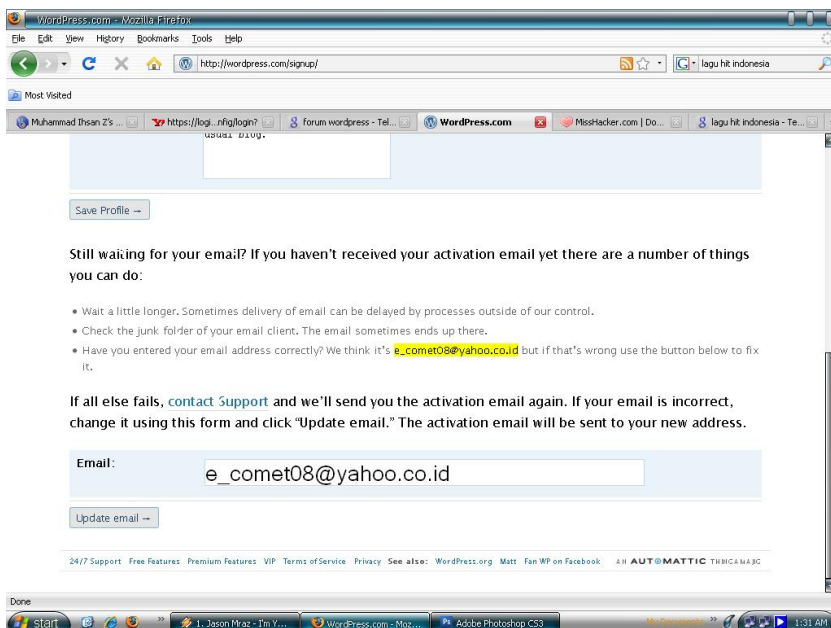 WordPress.com - Mozilla Firefox
File Edit View History Bookmarks Tools Help
http://wordpress.com/signup/
G lagu hit indonesia
Most Visited
Muhammad Ihsan Z's ... https://logi...nfig/login? forum wordpress - Tel... WordPress.com MissHacker.com | Do... lagu hit indonesia - Te...
usual blog.
Save Profile →
Still waiting for your email? If you haven't received your activation email yet there are a number of things
you can do:
• Wait a little longer. Sometimes delivery of email can be delayed by processes outside of our control.
• Check the junk folder of your email client. The email sometimes ends up there.
• Have you entered your email address correctly? We think it's e_comet08@yahoo.co.id but if that's wrong use the button below to fix
it.
If all else fails, contact Support and we'll send you the activation email again. If your email is incorrect,
change it using this form and click “Update email.” The activation email will be sent to your new address.
Email:
e_comet08@yahoo.co.id
Update email →
24/7 Support Free Features Premium Features VIP Terms of Service Privacy See also: WordPress.org Matt Fan WP on Facebook AN AUTOMATTIC THINGAMAJIG
Done
start » 1. Jason Mraz - I'm Y... WordPress.com - Moz... Ps Adobe Photoshop CS3 » 1:31 AM